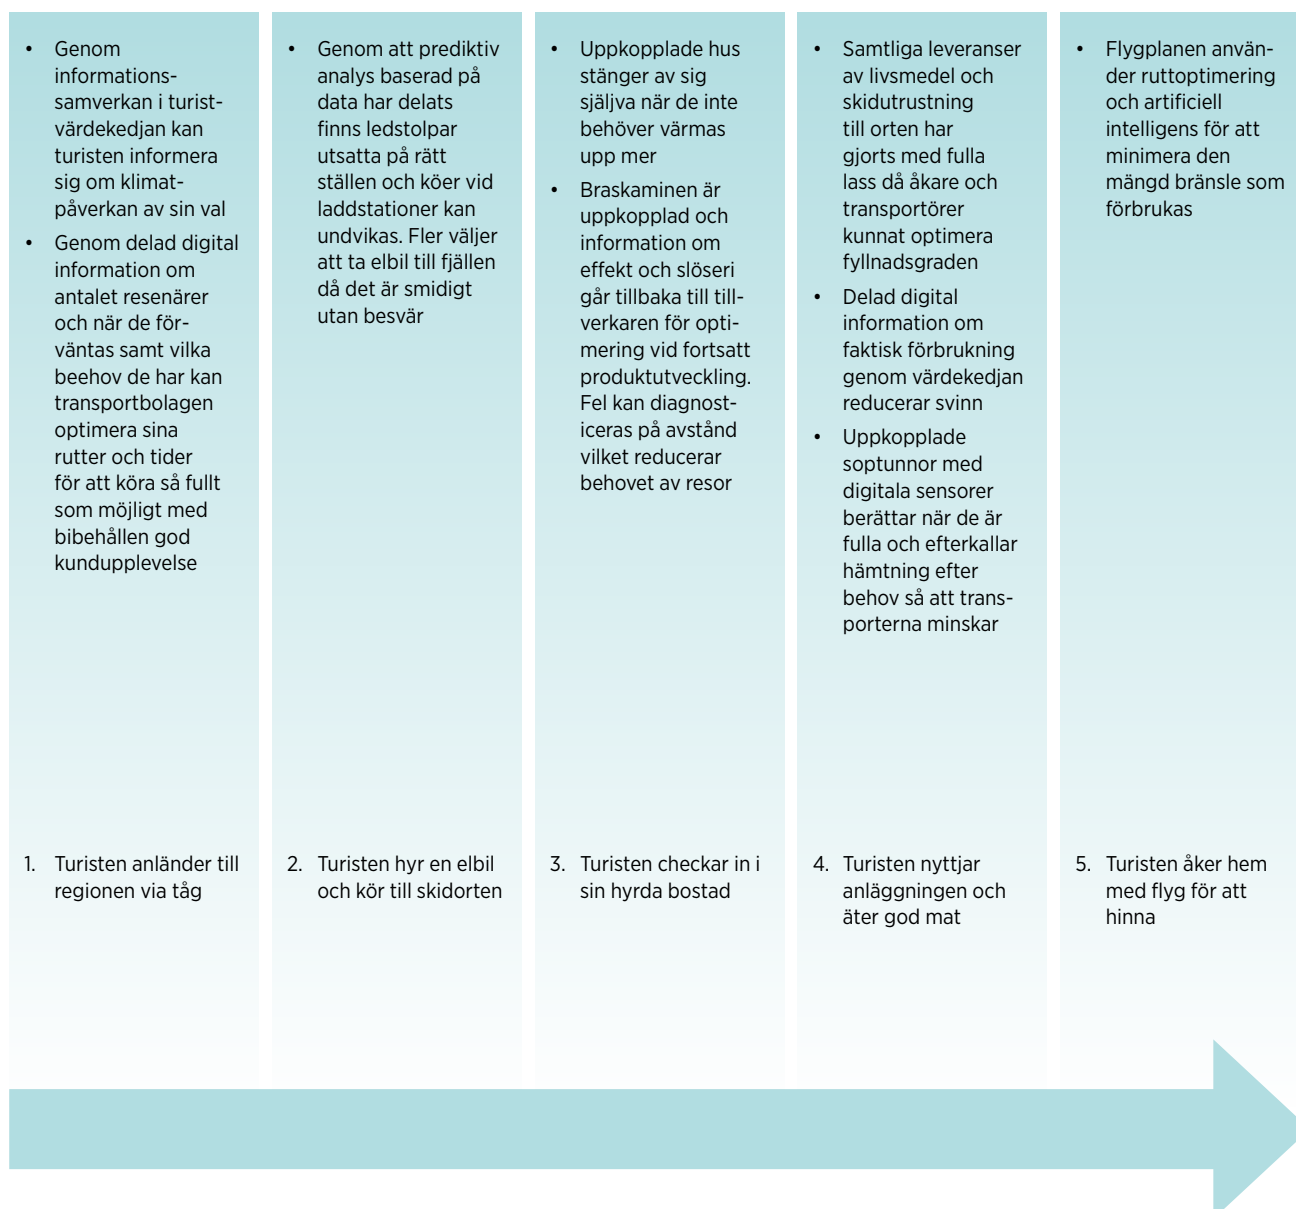 • Genom
informations-
samverkan i turist-
värdekedjan kan
turisten informera
sig om klimat-
påverkan av sin val
• Genom delad digital
information om
antalet resenärer
och när de för-
väntas samt vilka
beehov de har kan
transportbolagen
optimera sina
rutter och tider
för att köra så fullt
som möjligt med
bibehållen god
kundupplevelse
1. Turisten anländer till
regionen via tåg
• Genom att prediktiv
analys baserad på
data har delats
finns ledstolpar
utsatta på rätt
ställen och köer vid
laddstationer kan
undvikas. Fler väljer
att ta elbil till fjällen
då det är smidigt
utan besvär
2. Turisten hyr en elbil
och kör till skidorten
• Uppkopplade hus
stänger av sig
själva när de inte
behöver värmas
upp mer
• Braskaminen är
uppkopplad och
information om
effekt och slöseri
går tillbaka till till-
verkaren för opti-
mering vid fortsatt
produktutveckling.
Fel kan diagnost-
iceras på avstånd
vilket reducerar
behovet av resor
3. Turisten checkar in i
sin hyrda bostad
• Samtliga leveranser
av livsmedel och
skidutrustning
till orten har
gjorts med fulla
lass då åkare och
transportörer
kunnat optimera
fyllnadsgraden
• Delad digital
information om
faktisk förbrukning
genom värdekedjan
reducerar svinn
• Uppkopplade
soptunnor med
digitala sensorer
berättar när de är
fulla och efterkallar
hämtning efter
behov så att trans-
porterna minskar
4. Turisten nyttjar
anläggningen och
äter god mat
• Flygplanen använ-
der ruttoptimering
och artificiell
intelligens för att
minimera den
mängd bränsle som
förbrukas
5. Turisten åker hem
med flyg för att
hinna